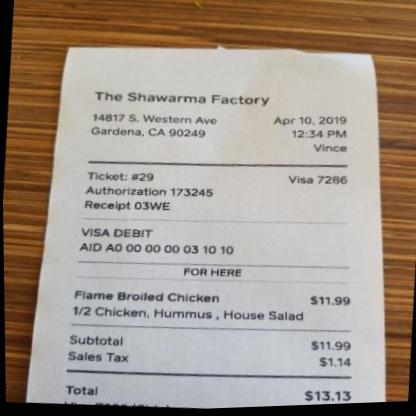 The Shawarma Factory
14817 S. Western Ave Apr 10, 2019
Gardena, CA 90249 12:34 PM
Vince
Ticket: #29 Visa 7286
Authorization 173245
Receipt 03WE
VISA DEBIT
AID A0 00 00 00 03 10 10
FOR HERE
Flame Broiled Chicken $11.99
1/2 Chicken, Hummus , House Salad
Subtotal $11.99
Sales Tax $1.14
Total $13.13